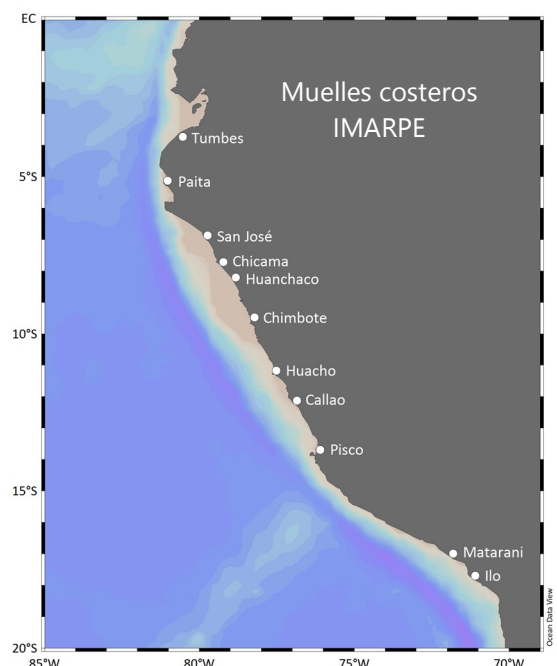 EC
Muelles costeros
IMARPE
Tumbes
5°S
Paita
San José
Chicama
Huanchaco
Chimbote
10°S
Huacho
Callao
Pisco
15°S
Matarani
Ilo
20°S
85°W
80°W
75°W
70°W
Ocean Data View